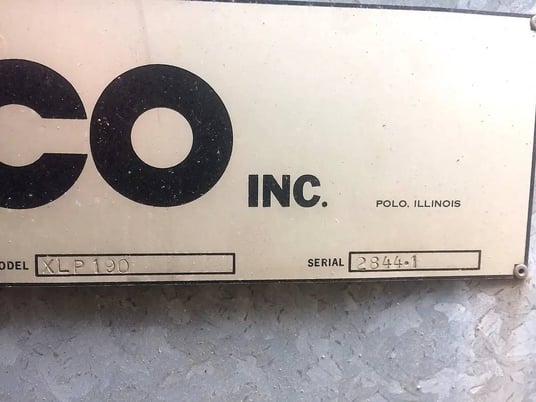 CO INC. POLO, ILLINOIS
ODEL XLP190 SERIAL 2844-1